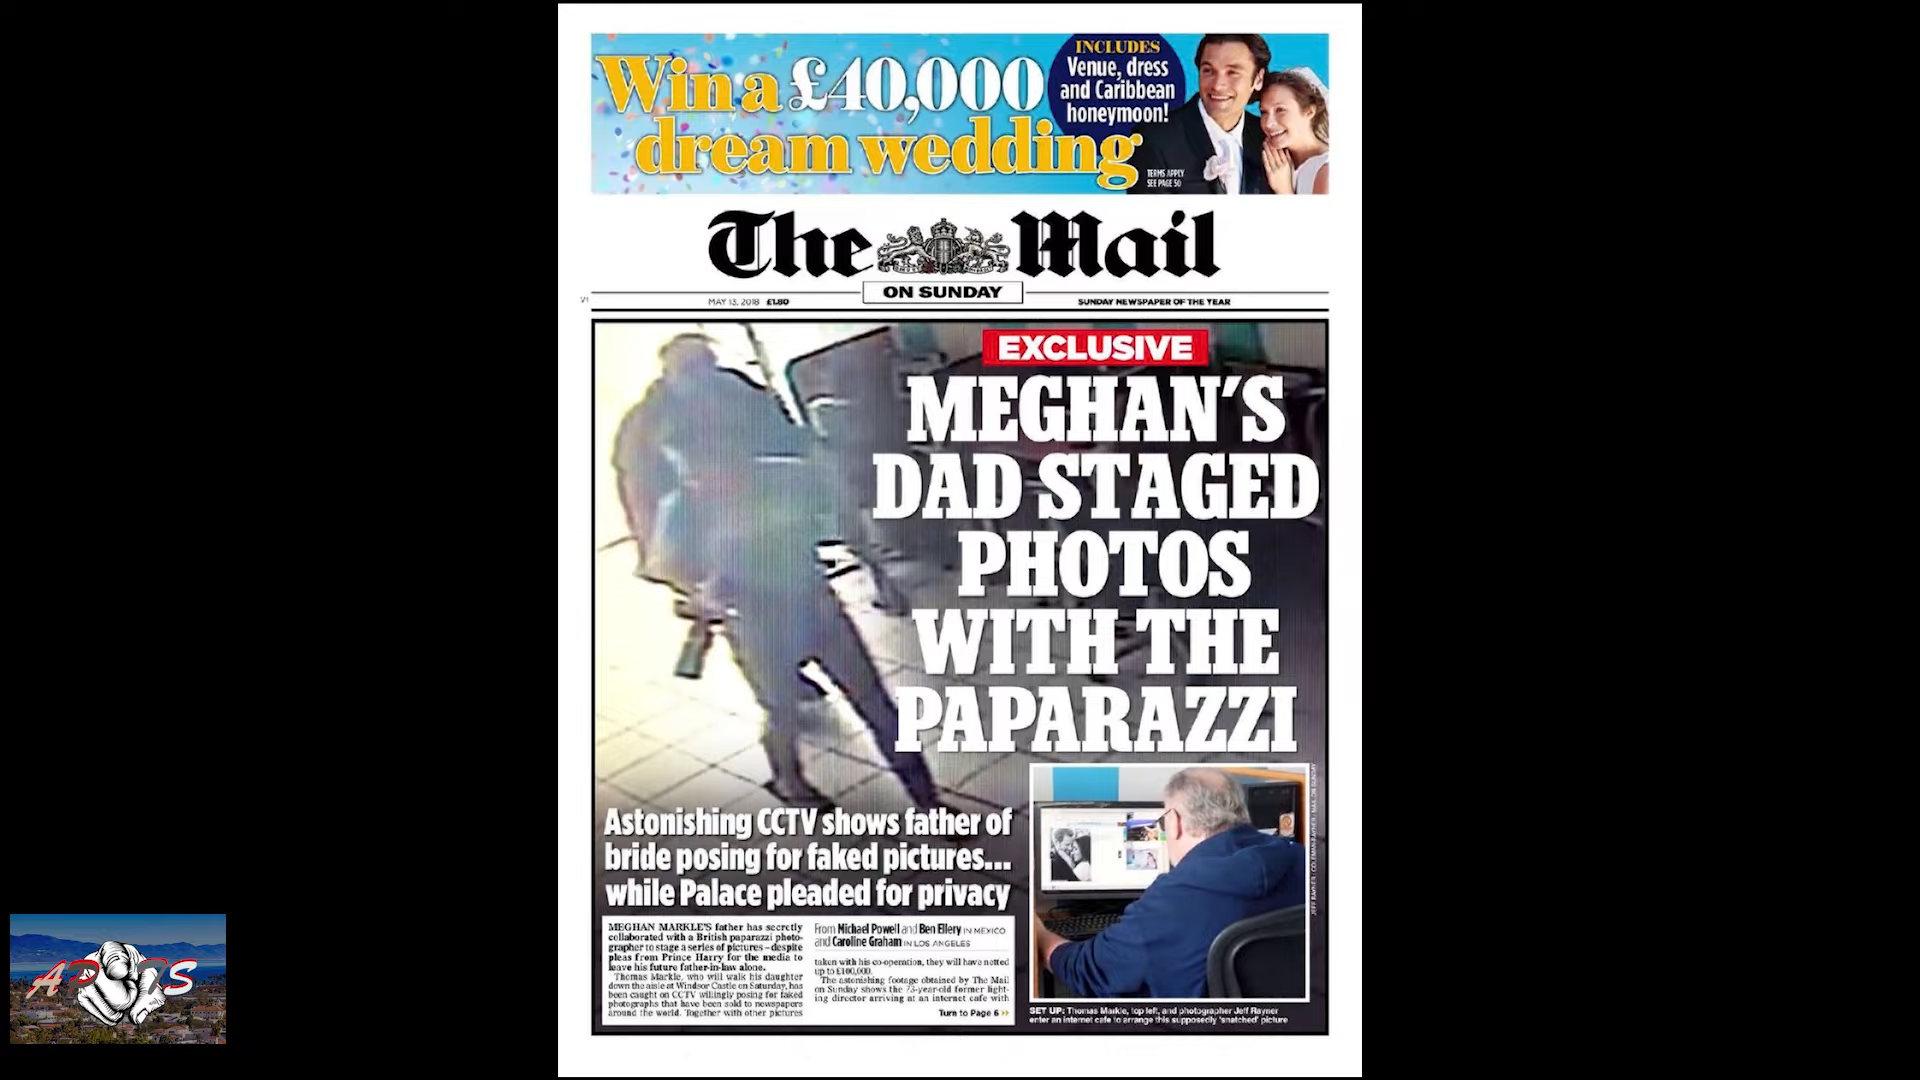 Win a £40,000
dream wedding
INCLUDES
Venue, dress
and Caribbean
honeymoon!
TERMS APPLY
SEE PAGE 50
The Mail
ON SUNDAY
MAY 13, 2018 £1.80
SUNDAY NEWSPAPER OF THE YEAR
EXCLUSIVE
MEGHAN'S
DAD STAGED
PHOTOS
WITH THE
PAPARAZZI
Astonishing CCTV shows father of
bride posing for faked pictures...
while Palace pleaded for privacy
MEGHAN MARKLE'S father has secretly
collaborated with a British paparazzi photo-
grapher to stage a series of pictures – despite
pleas from Prince Harry for the media to
leave his future father-in-law alone.
Thomas Markle, who will walk his daughter
down the aisle at Windsor Castle on Saturday, has
been caught on CCTV willingly posing for faked
photographs that have been sold to newspapers
around the world. Together with other pictures
From Michael Powell and Ben Ellery IN MEXICO
and Caroline Graham IN LOS ANGELES
taken with his co-operation, they will have netted
up to £100,000.
The astonishing footage obtained by The Mail
on Sunday shows the 73-year-old former light-
ing director arriving at an internet cafe with
Turn to Page 6 »
SET UP: Thomas Markle, top left, and photographer Jeff Rayner
enter an internet cafe to arrange this supposedly 'snatched' picture